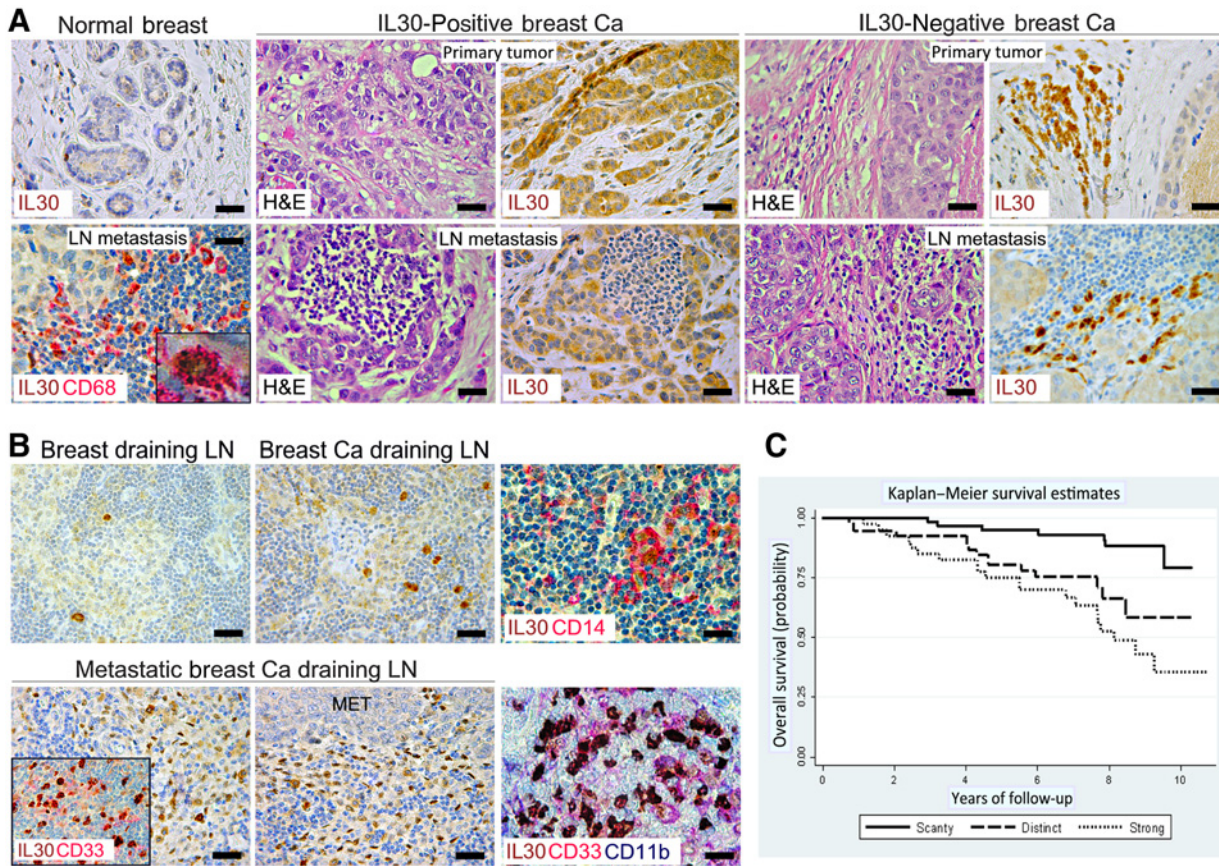 A
Normal breast
IL30-Positive breast Ca
IL30-Negative breast Ca
Primary tumor
Primary tumor
IL30
H&E
IL30
H&E
IL30
LN metastasis
LN metastasis
LN metastasis
IL30 CD68
H&E
IL30
H&E
IL30
B
Breast draining LN
Breast Ca draining LN
IL30 CD14
Metastatic breast Ca draining LN
MET
IL30 CD33
IL30 CD33 CD11b
C
Kaplan–Meier survival estimates
Overall survival (probability)
1.00
0.75
0.50
0.25
0.00
0 2 4 6 8 10
Years of follow-up
Scanty Distinct Strong